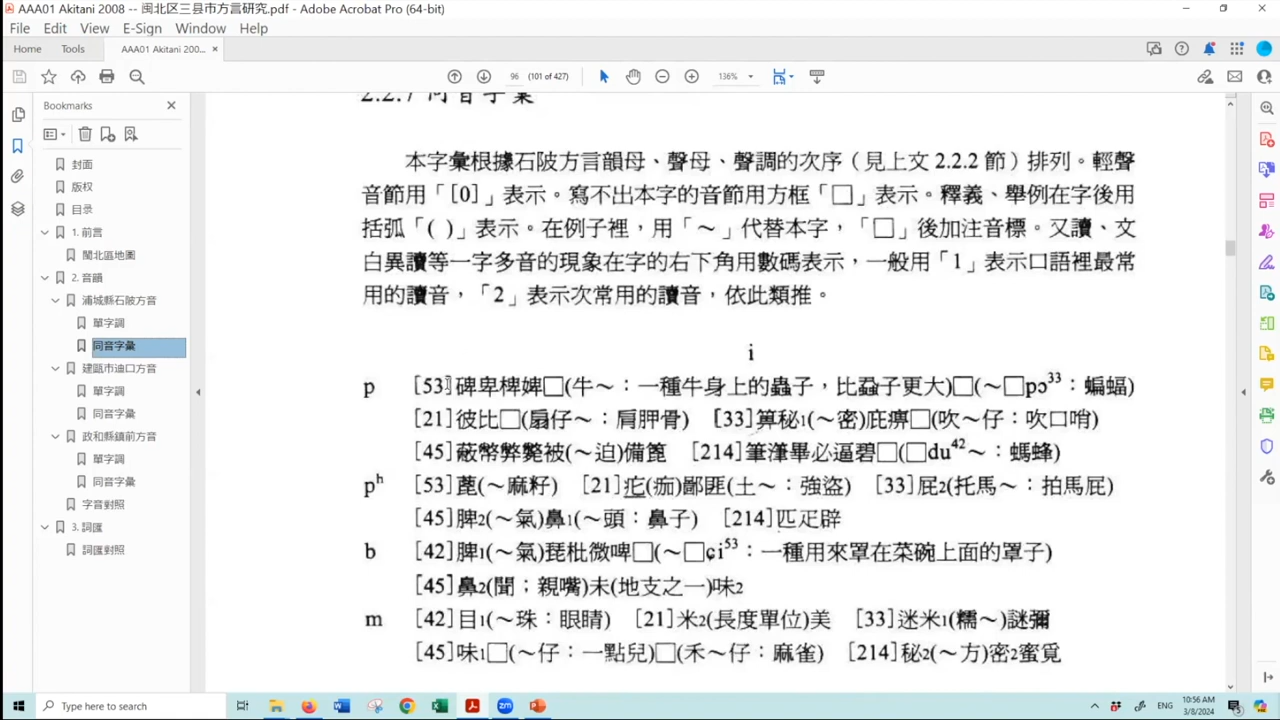 AAA01 Akitani 2008 -- 闽北区三县市方言研究.pdf - Adobe Acrobat Pro (64-bit)
File Edit View E-Sign Window Help
Home Tools AAA01 Akitani 200... ×
96 (101 of 427) 136%
Bookmarks
封面
版权
目录
1. 前言
閩北區地圖
2. 音韻
浦城縣石陂方音
單字調
同音字彙
建甌市迪口方音
單字調
同音字彙
政和縣鎮前方音
單字調
同音字彙
字音對照
3. 詞匯
詞匯對照
2.2.7 同音字彙
本字彙根據石陂方言韻母、聲母、聲調的次序（見上文 2.2.2 節）排列。輕聲
音節用「[0]」表示。寫不出本字的音節用方框「□」表示。釋義、舉例在字後用
括弧「( )」表示。在例子裡，用「～」代替本字，「□」後加注音標。又讀、文
白異讀等一字多音的現象在字的右下角用數碼表示，一般用「1」表示口語裡最常
用的讀音，「2」表示次常用的讀音，依此類推。
i
p [53]碑卑椑婢□(牛～：一種牛身上的蟲子，比蝨子更大)□(～□pɔ³³：蝙蝠)
[21]彼比□(扇仔～：肩胛骨) [33]箅秘₁(～密)庇痹□(吹～仔：吹口哨)
[45]蔽幣弊斃被(～迫)備篦 [214]筆潷畢必逼碧□(□du⁴²～：螞蜂)
pʰ [53]蓖(～麻籽) [21]疕(痂)鄙匪(土～：強盜) [33]屁₂(托馬～：拍馬屁)
[45]脾₂(～氣)鼻₁(～頭：鼻子) [214]匹疋辟
b [42]脾₁(～氣)琵枇微啤□(～□ɕi⁵³：一種用來罩在菜碗上面的罩子)
[45]鼻₂(聞；親嘴)未(地支之一)味₂
m [42]目₁(～珠：眼睛) [21]米₂(長度單位)美 [33]迷米₁(糯～)謎彌
[45]味₁□(～仔：一點兒)□(禾～仔：麻雀) [214]秘₂(～方)密₂蜜覓
Type here to search
ENG
10:56 AM
3/8/2024